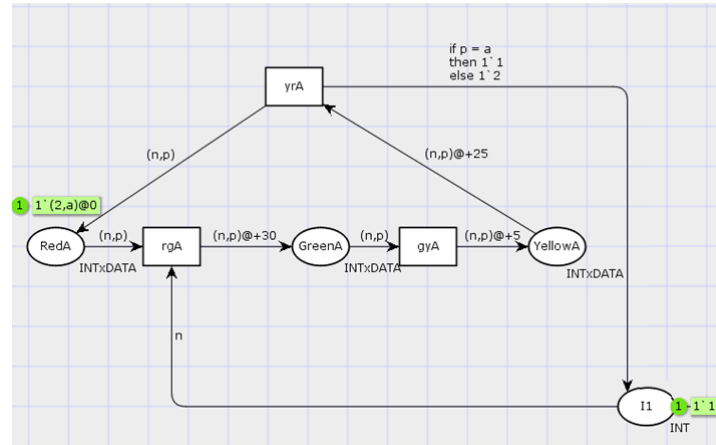 if p = a
then 1`1
else 1`2
yrA
(n,p)
(n,p)@+25
1 1`(2,a)@0
RedA
(n,p)
rgA
(n,p)@+30
GreenA
(n,p)
gyA
(n,p)@+5
YellowA
INTxDATA
INTxDATA
INTxDATA
n
I1
1 1`1
INT